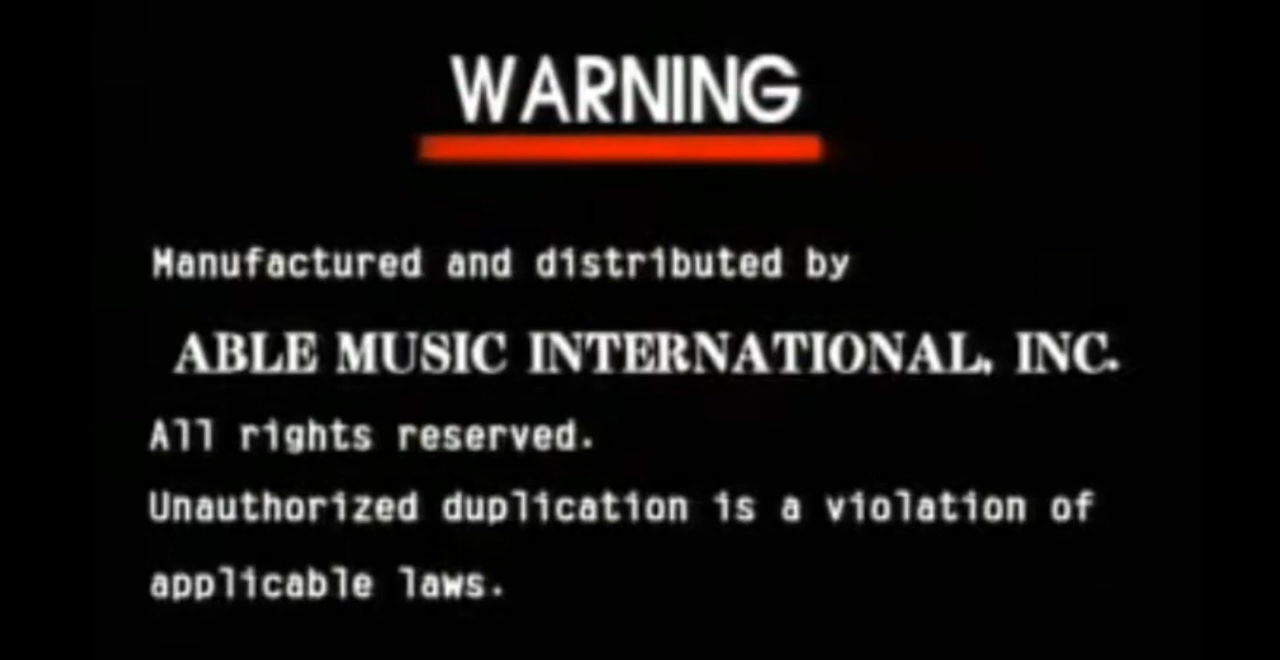 WARNING
Manufactured and distributed by
ABLE MUSIC INTERNATIONAL, INC.
All rights reserved.
Unauthorized duplication is a violation of
applicable laws.